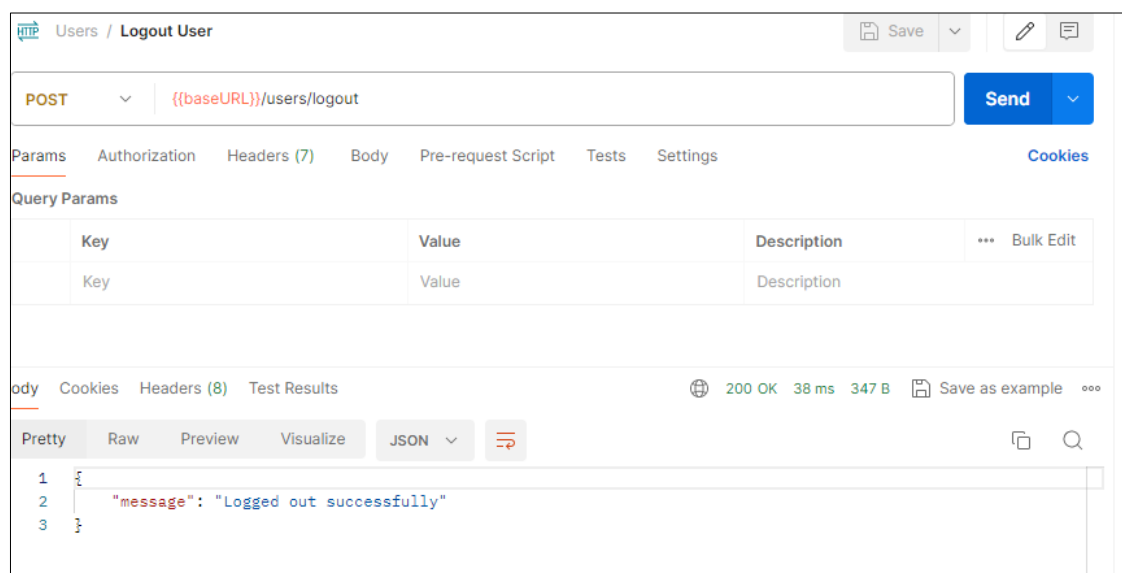 HTTP Users / Logout User Save
POST {{baseURL}}/users/logout Send
Params Authorization Headers (7) Body Pre-request Script Tests Settings Cookies
Query Params
Key Value Description ••• Bulk Edit
Key Value Description
ody Cookies Headers (8) Test Results 200 OK 38 ms 347 B Save as example
Pretty Raw Preview Visualize JSON
1 {
2 "message": "Logged out successfully"
3 }